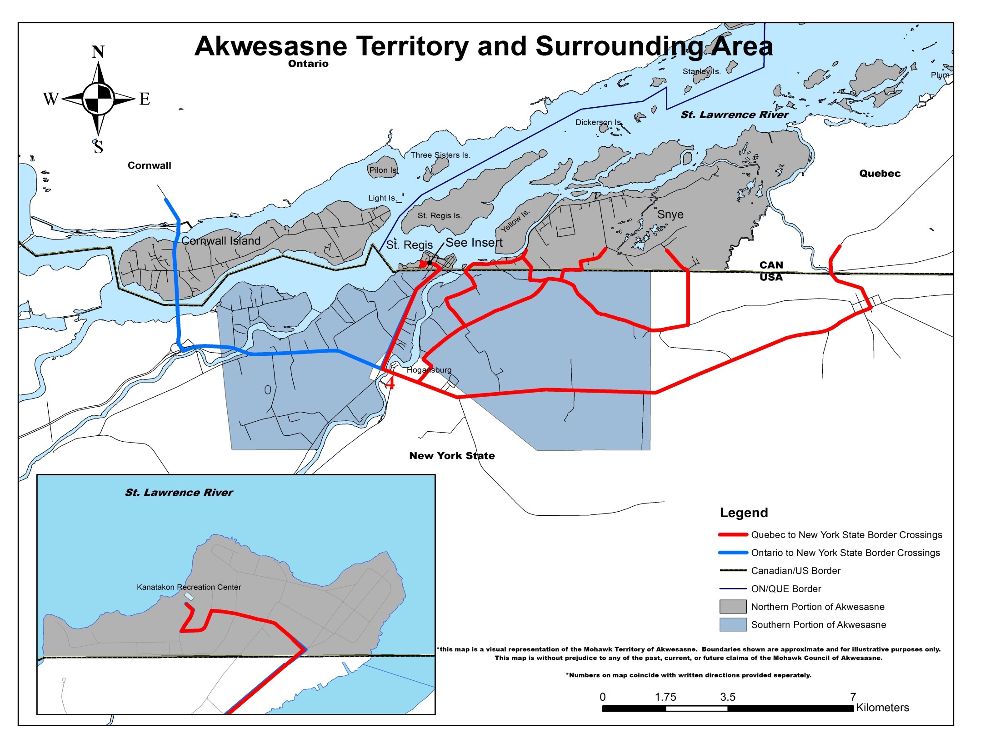 Akwesasne Territory and Surrounding Area
Ontario
N
W
E
S
Stanley Is.
Plum
St. Lawrence River
Dickerson Is.
Three Sisters Is.
Cornwall
Pilon Is.
Quebec
Light Is.
St. Regis Is.
Yellow Is.
Snye
Cornwall Island
St. Regis
See Insert
CAN
USA
Hogansburg
4
New York State
St. Lawrence River
Kanatakon Recreation Center
Legend
Quebec to New York State Border Crossings
Ontario to New York State Border Crossings
Canadian/US Border
ON/QUE Border
Northern Portion of Akwesasne
Southern Portion of Akwesasne
*this map is a visual representation of the Mohawk Territory of Akwesasne. Boundaries shown are approximate and for illustrative purposes only.
This map is without prejudice to any of the past, current, or future claims of the Mohawk Council of Akwesasne.
*Numbers on map coincide with written directions provided seperately.
0 1.75 3.5 7
Kilometers